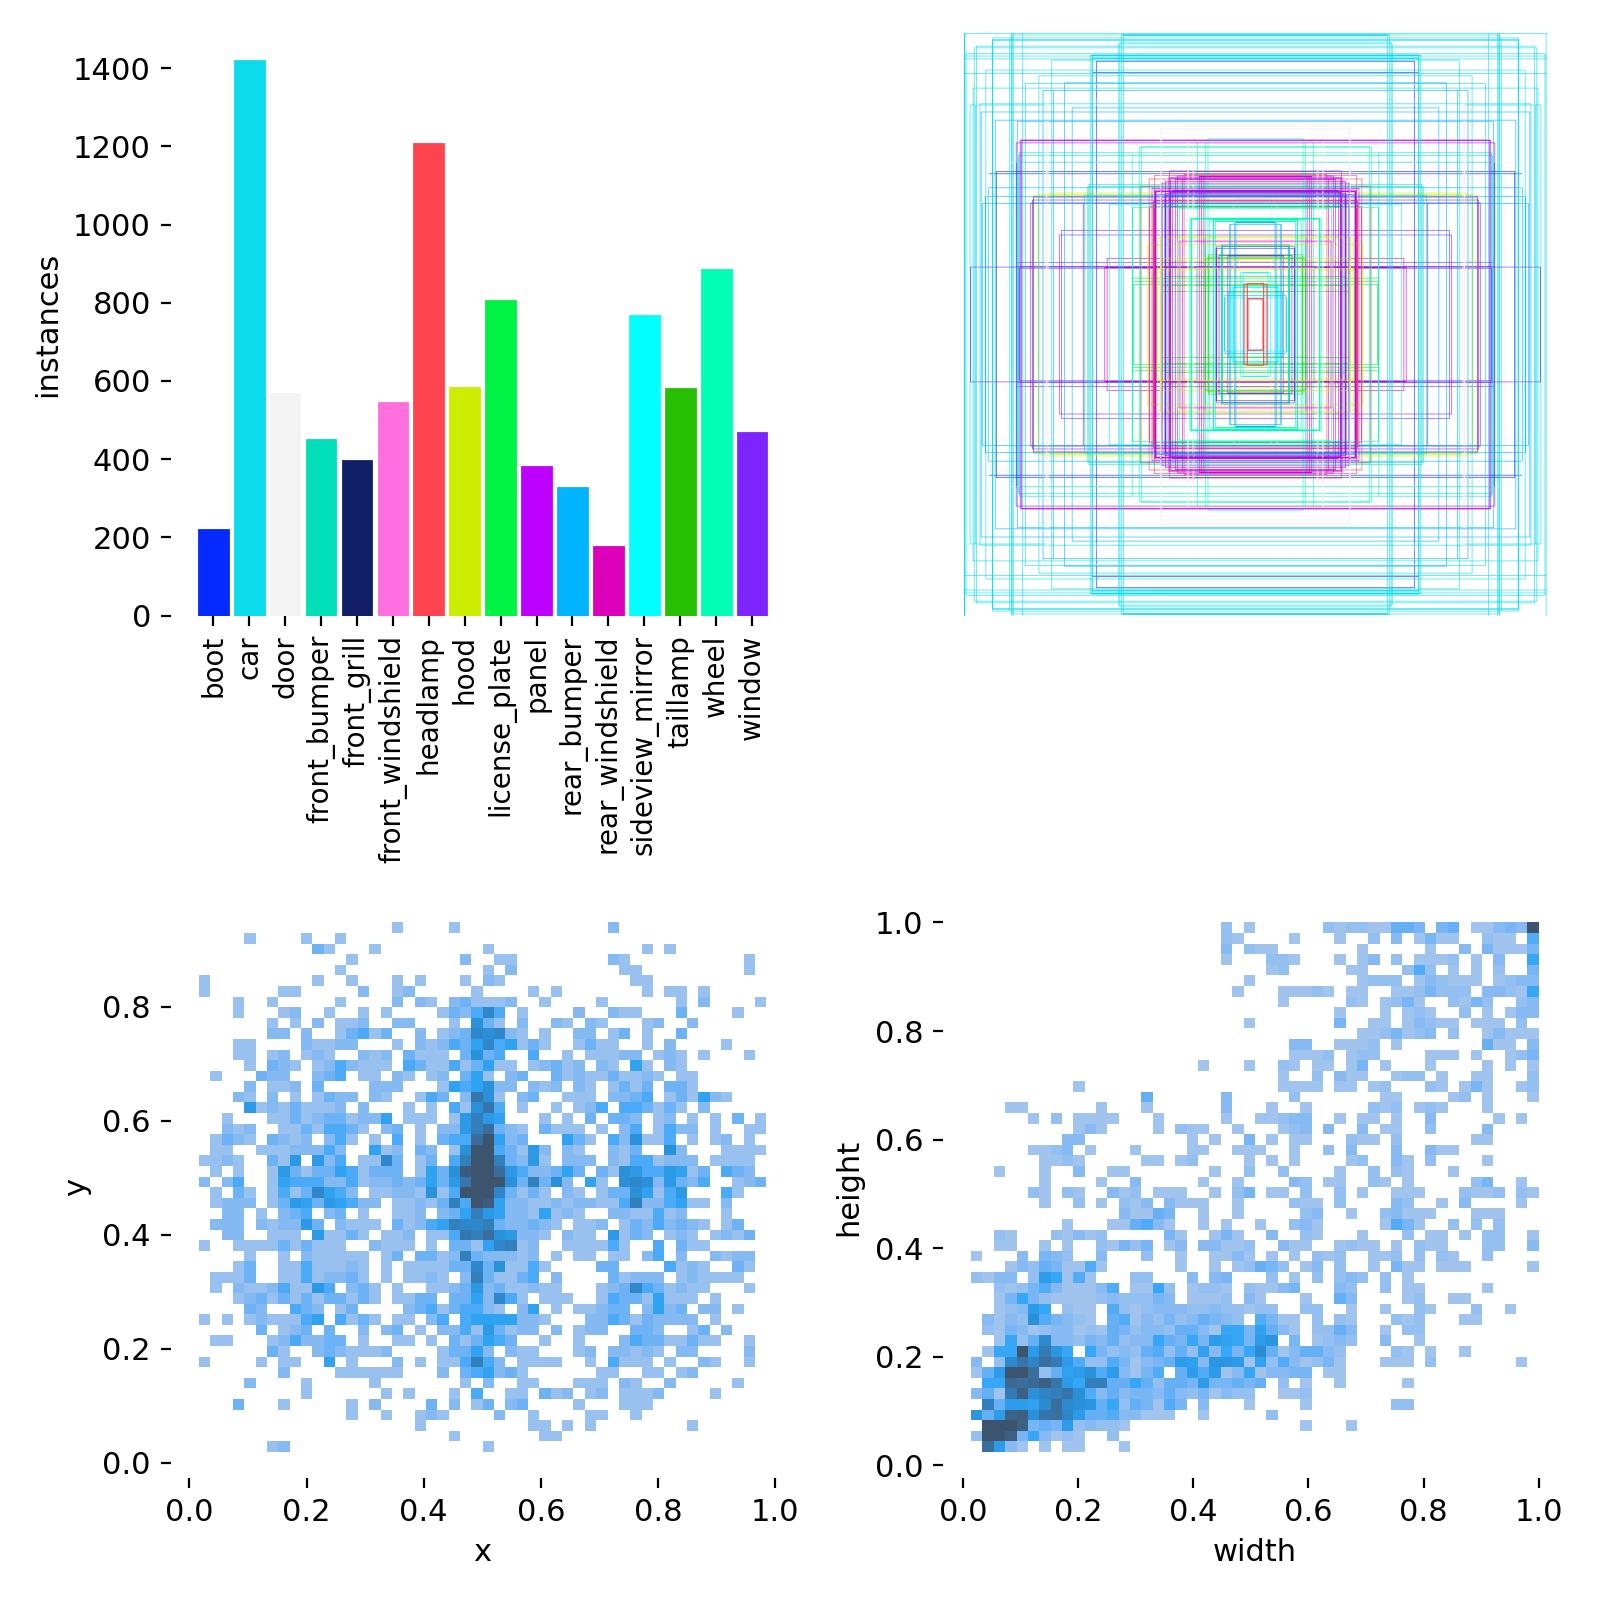 instances
1400
1200
1000
800
600
400
200
0
boot
car
door
front_bumper
front_grill
front_windshield
headlamp
hood
license_plate
panel
rear_bumper
rear_windshield
sideview_mirror
taillamp
wheel
window
y
0.8
0.6
0.4
0.2
0.0
0.0 0.2 0.4 0.6 0.8 1.0
x
height
1.0
0.8
0.6
0.4
0.2
0.0
0.0 0.2 0.4 0.6 0.8 1.0
width